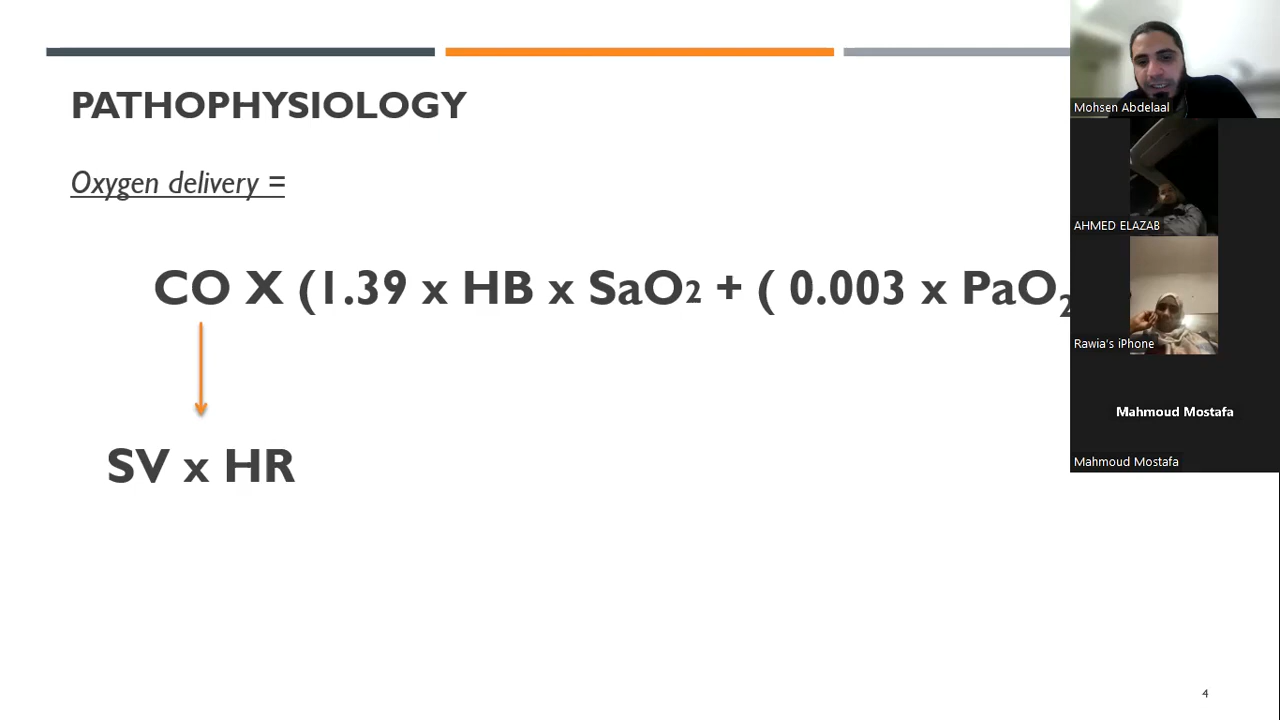 PATHOPHYSIOLOGY
Oxygen delivery =
CO X (1.39 x HB x SaO2 + ( 0.003 x PaO2
SV x HR
4
Mohsen Abdelaal
AHMED ELAZAB
Rawia's iPhone
Mahmoud Mostafa
Mahmoud Mostafa